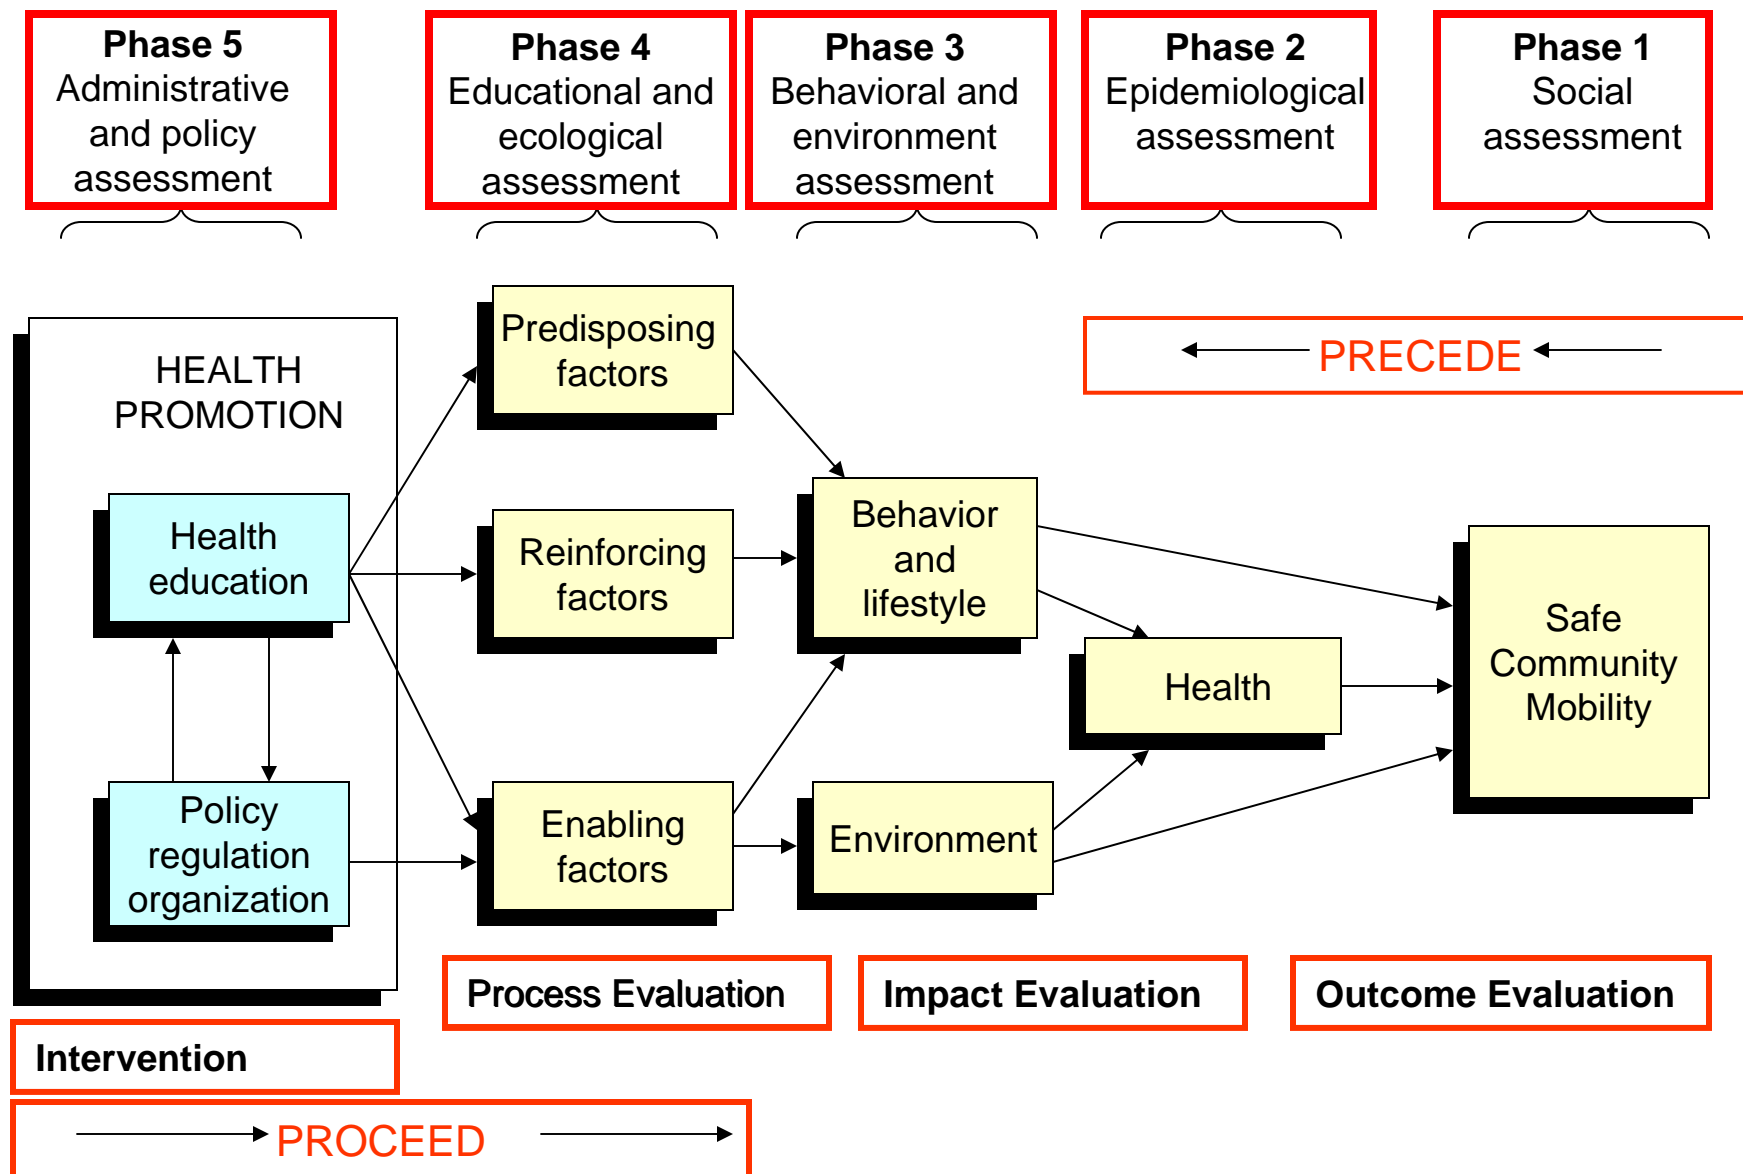 Phase 5
Administrative
and policy
assessment
Phase 4
Educational and
ecological
assessment
Phase 3
Behavioral and
environment
assessment
Phase 2
Epidemiological
assessment
Phase 1
Social
assessment
HEALTH
PROMOTION
Health
education
Policy
regulation
organization
Predisposing
factors
Reinforcing
factors
Enabling
factors
Behavior
and
lifestyle
Environment
PRECEDE
Health
Safe
Community
Mobility
Process Evaluation
Impact Evaluation
Outcome Evaluation
Intervention
PROCEED